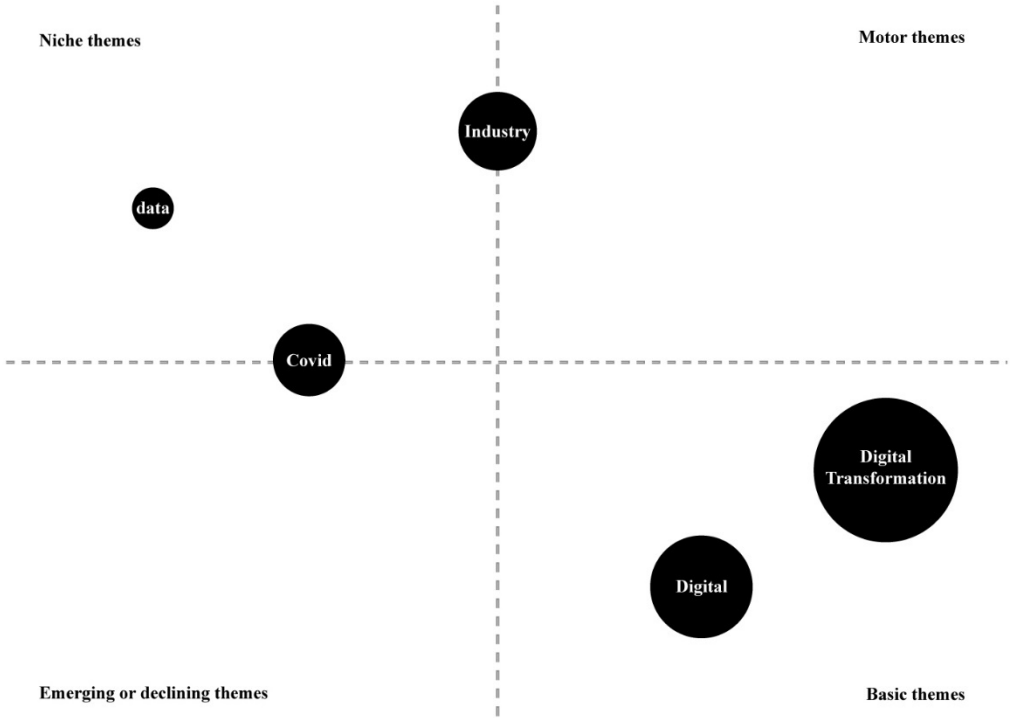 Niche themes
Motor themes
Industry
data
Covid
Digital
Transformation
Digital
Emerging or declining themes
Basic themes